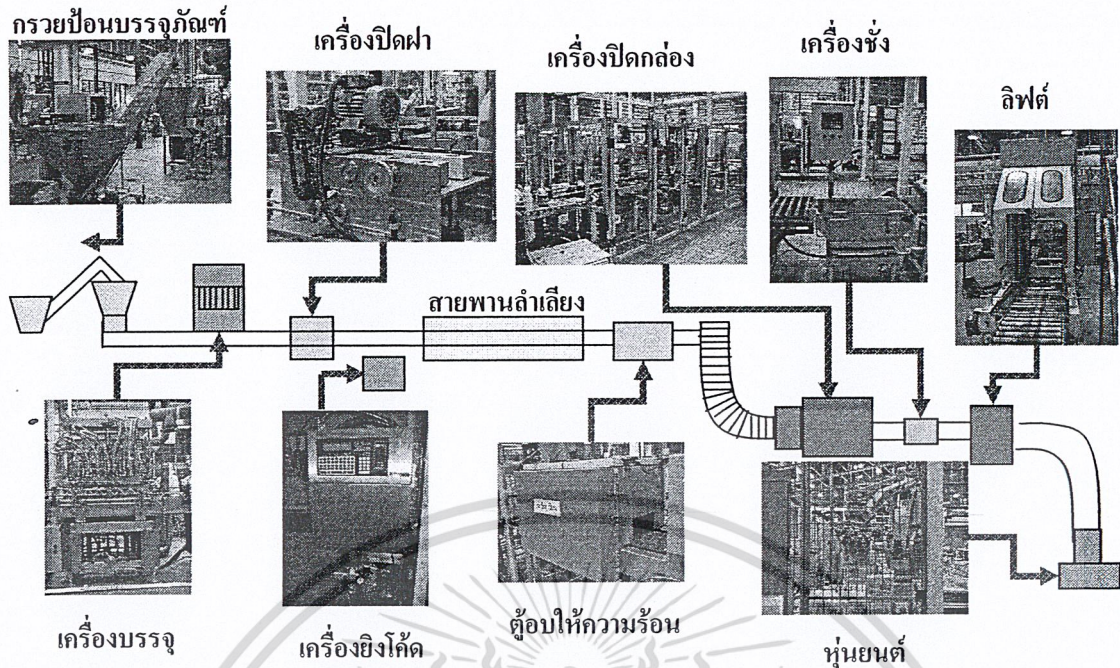 กรวยป้อนบรรจุภัณฑ์
เครื่องปิดฝา
เครื่องปิดกล่อง
เครื่องชั่ง
ลิฟต์
สายพานลำเลียง
เครื่องบรรจุ
เครื่องยิงโค้ด
ตู้อบให้ความร้อน
หุ่นยนต์